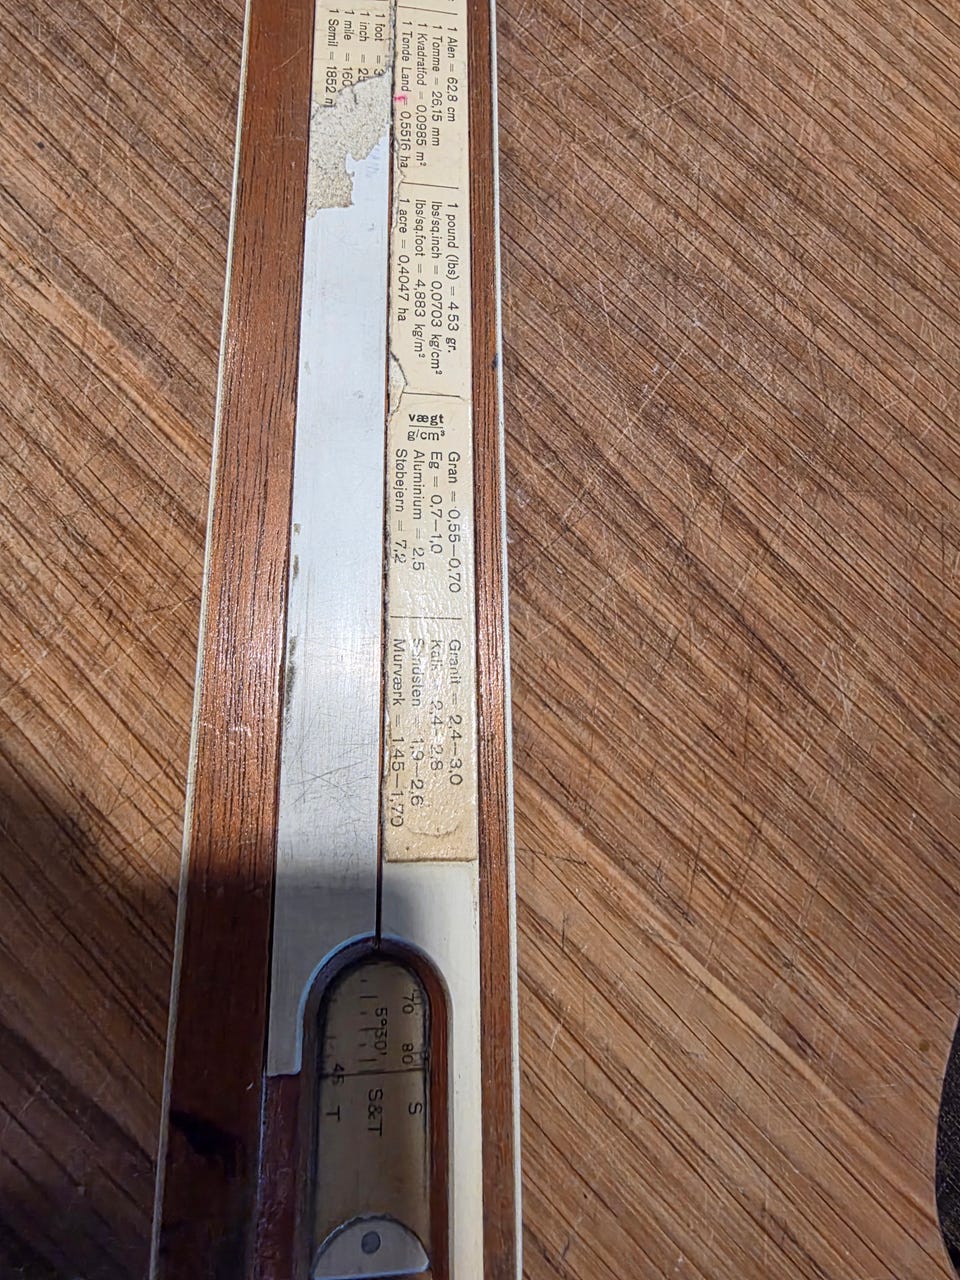 1 Alen = 62,8 cm
1 Tomme = 26,15 mm
1 Kvadratfod = 0,0985 m²
1 Tønde Land = 0,5516 ha
1 foot = 3
1 inch = 25
1 mile = 160
1 Sømil = 1852 m
1 pound (lbs) = 453 gr.
lbs/sq.inch = 0,0703 kg/cm²
lbs/sq.foot = 4,883 kg/m²
1 acre = 0,4047 ha
vægt
g/cm³
Gran = 0,55—0,70
Eg = 0,7—1,0
Aluminium = 2,5
Støbejern = 7,2
Granit = 2,4—3,0
Kalk 2,4—2,8
Sandsten = 1,9—2,6
Murværk = 1,45—1,70
70 80 S
5°30' S&T
45 T